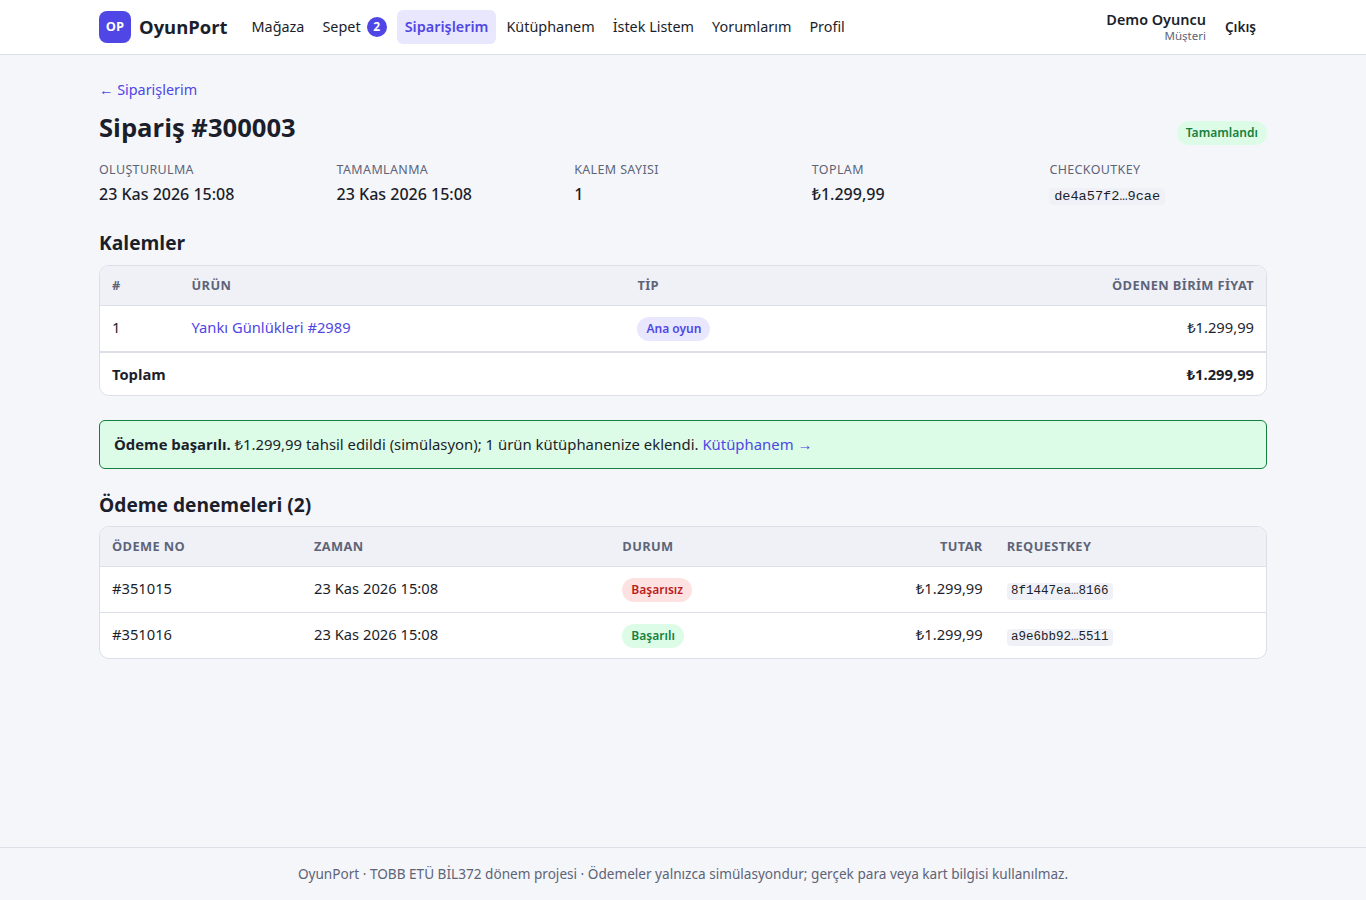 OP OyunPort Mağaza Sepet 2 Siparişlerim Kütüphanem İstek Listem Yorumlarım Profil Demo Oyuncu Çıkış
Müşteri
← Siparişlerim
Sipariş #300003 Tamamlandı
OLUŞTURULMA TAMAMLANMA KALEM SAYISI TOPLAM CHECKOUTKEY
23 Kas 2026 15:08 23 Kas 2026 15:08 1 ₺1.299,99 de4a57f2…9cae
Kalemler
# ÜRÜN TİP ÖDENEN BİRİM FİYAT
1 Yankı Günlükleri #2989 Ana oyun ₺1.299,99
Toplam ₺1.299,99
Ödeme başarılı. ₺1.299,99 tahsil edildi (simülasyon); 1 ürün kütüphanenize eklendi. Kütüphanem →
Ödeme denemeleri (2)
ÖDEME NO ZAMAN DURUM TUTAR REQUESTKEY
#351015 23 Kas 2026 15:08 Başarısız ₺1.299,99 8f1447ea…8166
#351016 23 Kas 2026 15:08 Başarılı ₺1.299,99 a9e6bb92…5511
OyunPort · TOBB ETÜ BİL372 dönem projesi · Ödemeler yalnızca simülasyondur; gerçek para veya kart bilgisi kullanılmaz.